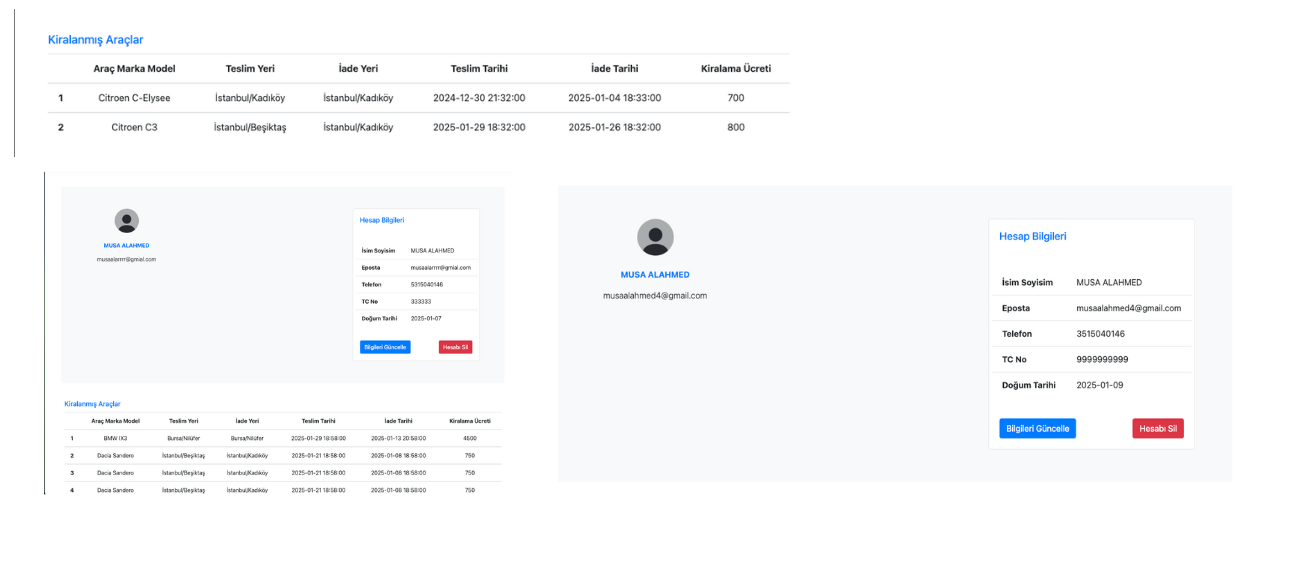 Kiralanmış Araçlar
Araç Marka Model Teslim Yeri İade Yeri Teslim Tarihi İade Tarihi Kiralama Ücreti
1 Citroen C-Elysee İstanbul/Kadıköy İstanbul/Kadıköy 2024-12-30 21:32:00 2025-01-04 18:33:00 700
2 Citroen C3 İstanbul/Beşiktaş İstanbul/Kadıköy 2025-01-29 18:32:00 2025-01-26 18:32:00 800
MUSA ALAHMED
musaalarrrr@gmial.com
Hesap Bilgileri
İsim Soyisim MUSA ALAHMED
Eposta musaalarrrr@gmial.com
Telefon 5315040146
TC No 333333
Doğum Tarihi 2025-01-07
Bilgileri Güncelle Hesabı Sil
Kiralanmış Araçlar
Araç Marka Model Teslim Yeri İade Yeri Teslim Tarihi İade Tarihi Kiralama Ücreti
1 BMW IX3 Bursa/Nilüfer Bursa/Nilüfer 2025-01-29 18:58:00 2025-01-13 20:58:00 4600
2 Dacia Sandero İstanbul/Beşiktaş İstanbul/Kadıköy 2025-01-21 18:58:00 2025-01-08 18:58:00 750
3 Dacia Sandero İstanbul/Beşiktaş İstanbul/Kadıköy 2025-01-21 18:58:00 2025-01-08 18:58:00 750
4 Dacia Sandero İstanbul/Beşiktaş İstanbul/Kadıköy 2025-01-21 18:58:00 2025-01-08 18:58:00 750
MUSA ALAHMED
musaalahmed4@gmail.com
Hesap Bilgileri
İsim Soyisim MUSA ALAHMED
Eposta musaalahmed4@gmail.com
Telefon 3515040146
TC No 9999999999
Doğum Tarihi 2025-01-09
Bilgileri Güncelle Hesabı Sil